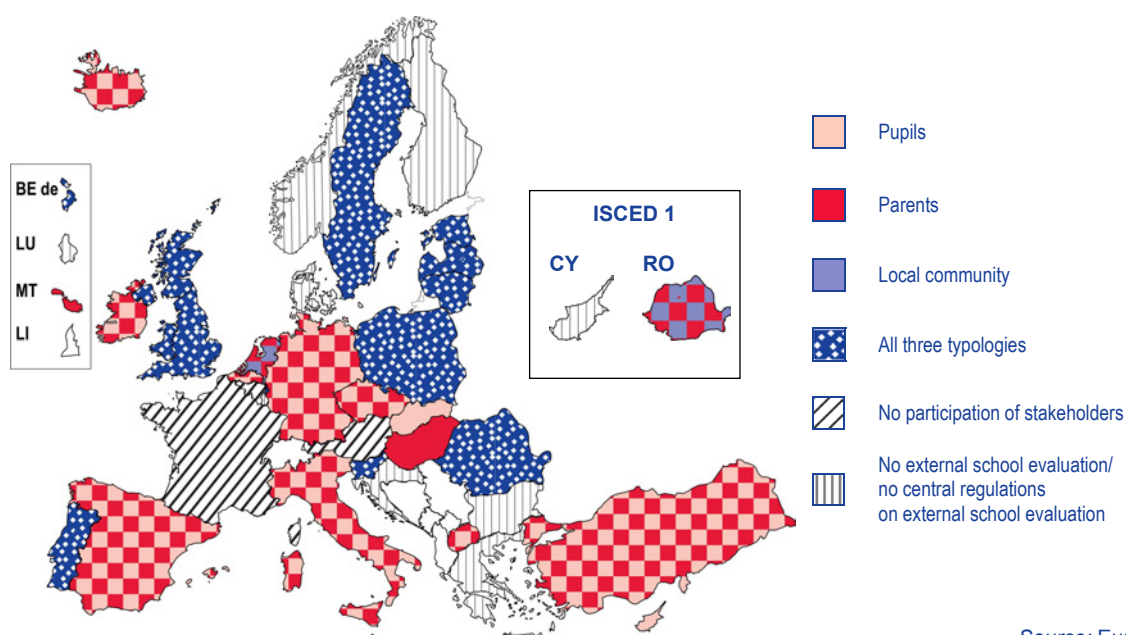 BE de
LU
MT
LI
ISCED 1
CY RO
Pupils
Parents
Local community
All three typologies
No participation of stakeholders
No external school evaluation/
no central regulations
on external school evaluation